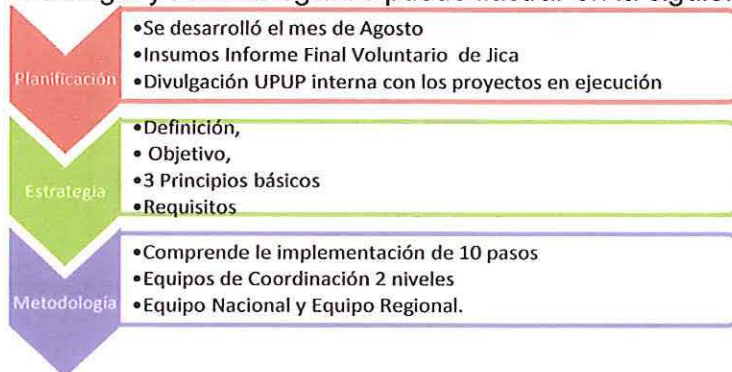 Planificación
•Se desarrolló el mes de Agosto
•Insumos Informe Final Voluntario de Jica
•Divulgación UPUP interna con los proyectos en ejecución
Estrategia
•Definición,
• Objetivo,
•3 Principios básicos
•Requisitos
Metodología
•Comprende le implementación de 10 pasos
•Equipos de Coordinación 2 niveles
•Equipo Nacional y Equipo Regional.